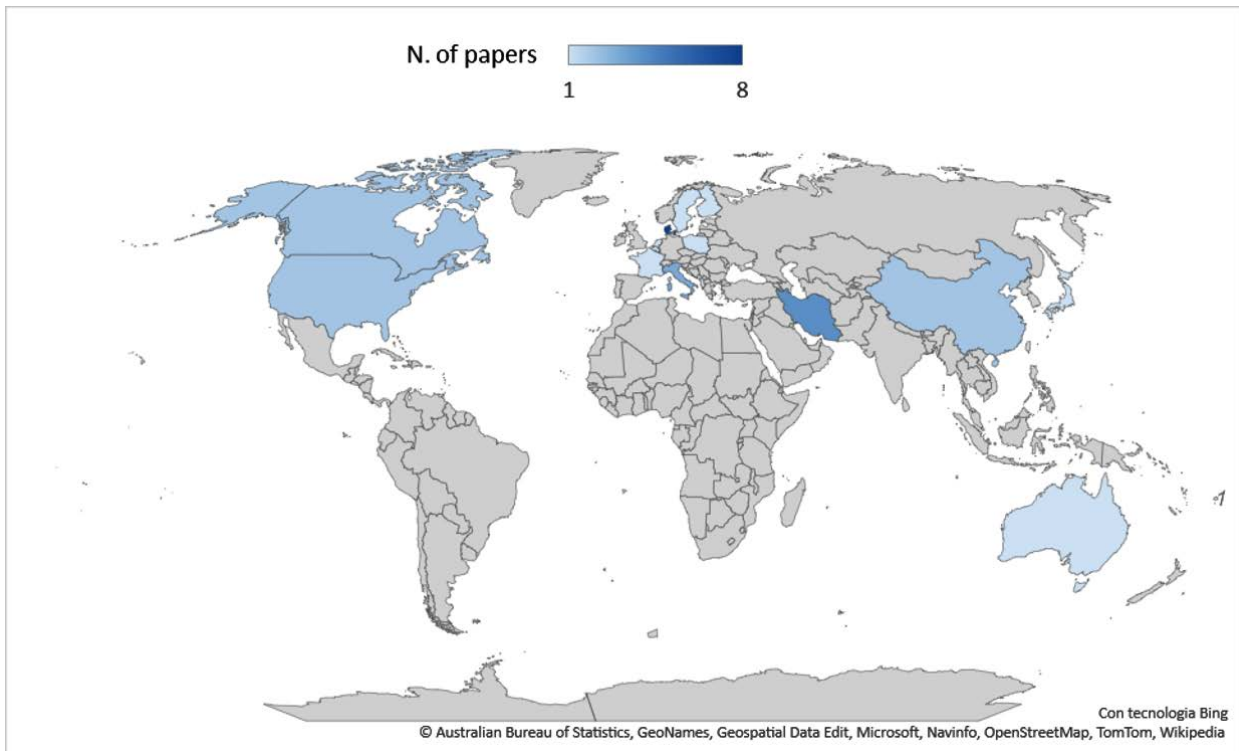 N. of papers
1 8
Con tecnologia Bing
© Australian Bureau of Statistics, GeoNames, Geospatial Data Edit, Microsoft, Navinfo, OpenStreetMap, TomTom, Wikipedia